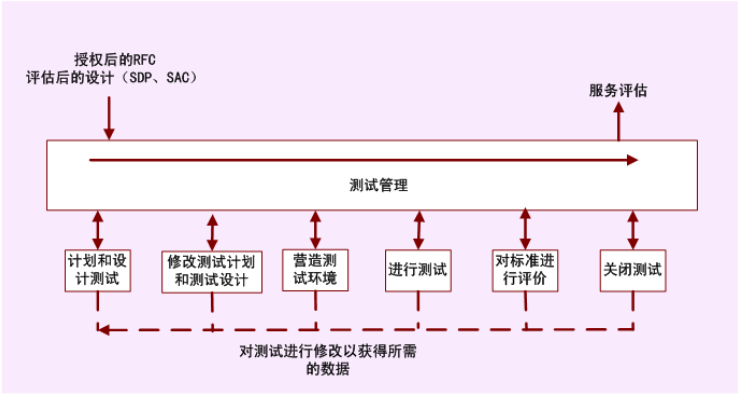 授权后的RFC
评估后的设计（SDP、SAC）
服务评估
测试管理
计划和设
计测试
修改测试计划
和测试设计
营造测
试环境
进行测试
对标准进
行评价
关闭测试
对测试进行修改以获得所需
的数据